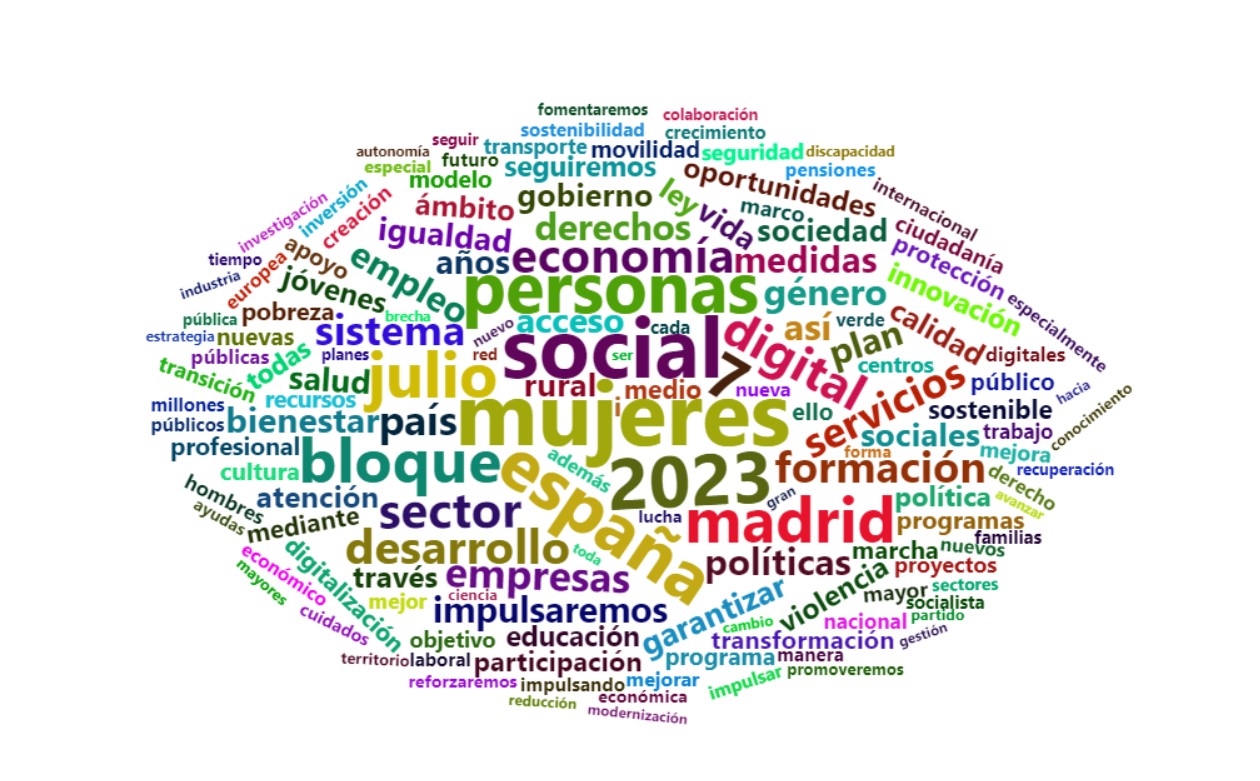 fomentaremos
colaboración
sostenibilidad
crecimiento
seguir
transporte
movilidad
seguridad
discapacidad
autonomía
futuro
especial
seguiremos
pensiones
modelo
oportunidades
internacional
investigación
inversión
creación
ámbito
gobierno
ley
vida
marco
sociedad
ciudadanía
igualdad
derechos
tiempo
europea
apoyo
empleo
años
economía
medidas
protección
industria
jóvenes
personas
género
innovación
especialmente
pública
pobreza
brecha
acceso
cada
verde
calidad
estrategia
nuevas
sistema
nuevo
social
digital
así
plan
públicas
todas
planes
red
ser
7
centros
digitales
transición
salud
julio
rural
medio
nueva
servicios
público
hacia
millones
recursos
i
mujeres
ello
sostenible
conocimiento
públicos
bienestar
país
sociales
trabajo
profesional
forma
mejora
cultura
bloque
españa
además
2023
formación
derecho
recuperación
hombres
atención
gran
política
avanzar
ayudas
mediante
sector
lucha
madrid
programas
familias
económico
digitalización
desarrollo
toda
políticas
marcha
nuevos
mayores
través
empresas
proyectos
violencia
mayor
sectores
mejor
ciencia
garantizar
socialista
cuidados
impulsaremos
cambio
nacional
partido
objetivo
educación
transformación
gestión
territorio
laboral
participación
programa
manera
reforzaremos
impulsando
mejorar
impulsar
promoveremos
reducción
económica
modernización